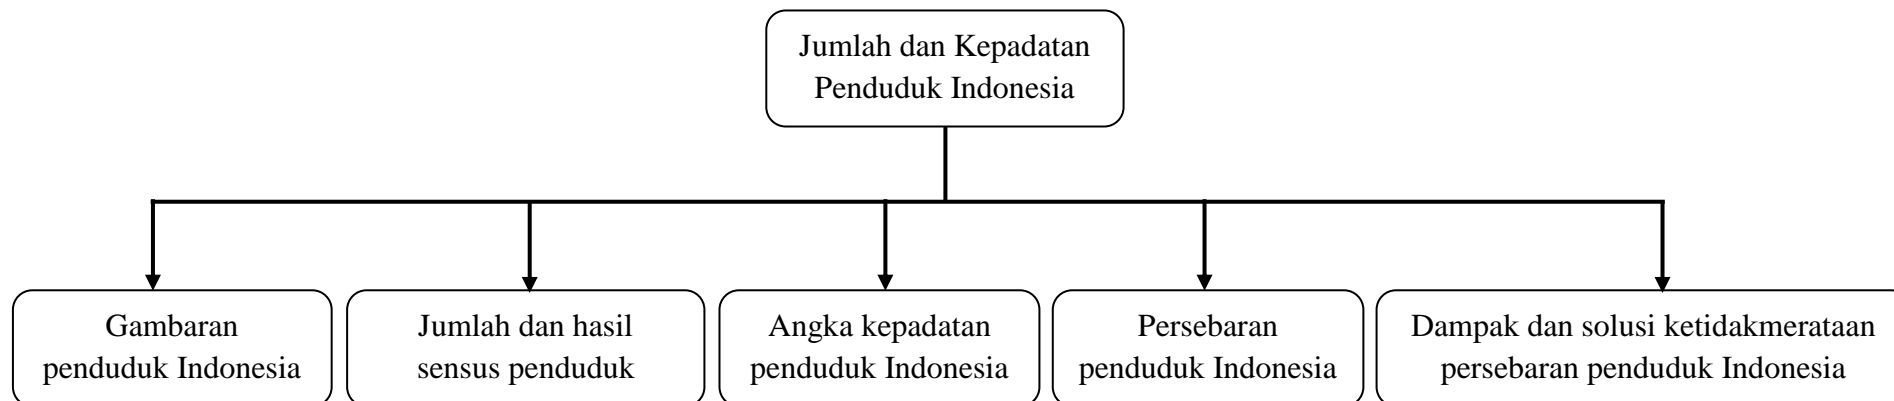 Jumlah dan Kepadatan
Penduduk Indonesia
Gambaran
penduduk Indonesia
Jumlah dan hasil
sensus penduduk
Angka kepadatan
penduduk Indonesia
Persebaran
penduduk Indonesia
Dampak dan solusi ketidakmerataan
persebaran penduduk Indonesia